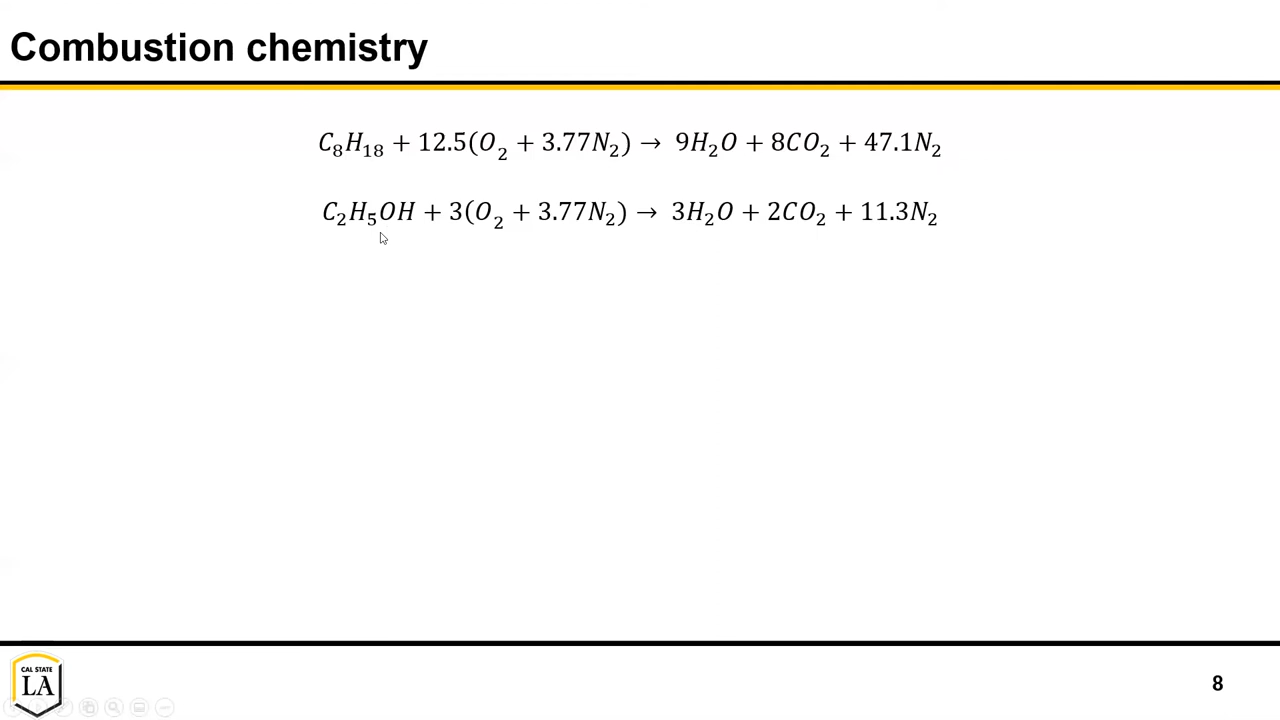 Combustion chemistry
C₈H₁₈ + 12.5(O₂ + 3.77N₂) → 9H₂O + 8CO₂ + 47.1N₂
C₂H₅OH + 3(O₂ + 3.77N₂) → 3H₂O + 2CO₂ + 11.3N₂
CAL STATE
LA
8